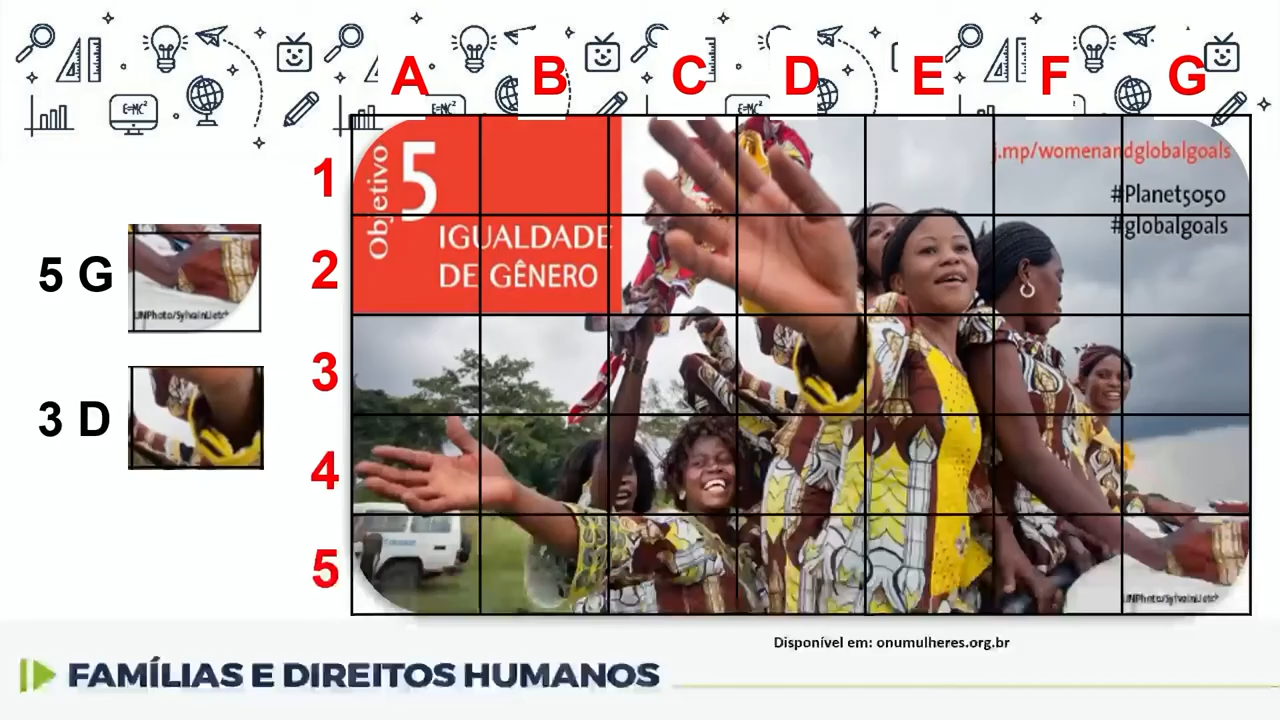 E=MC²
A B C D E F G
1
2
3
4
5
Objetivo 5
IGUALDADE
DE GÊNERO
j.mp/womenandglobalgoals
#Planet5050
#globalgoals
5 G
3 D
Disponível em: onumulheres.org.br
FAMÍLIAS E DIREITOS HUMANOS